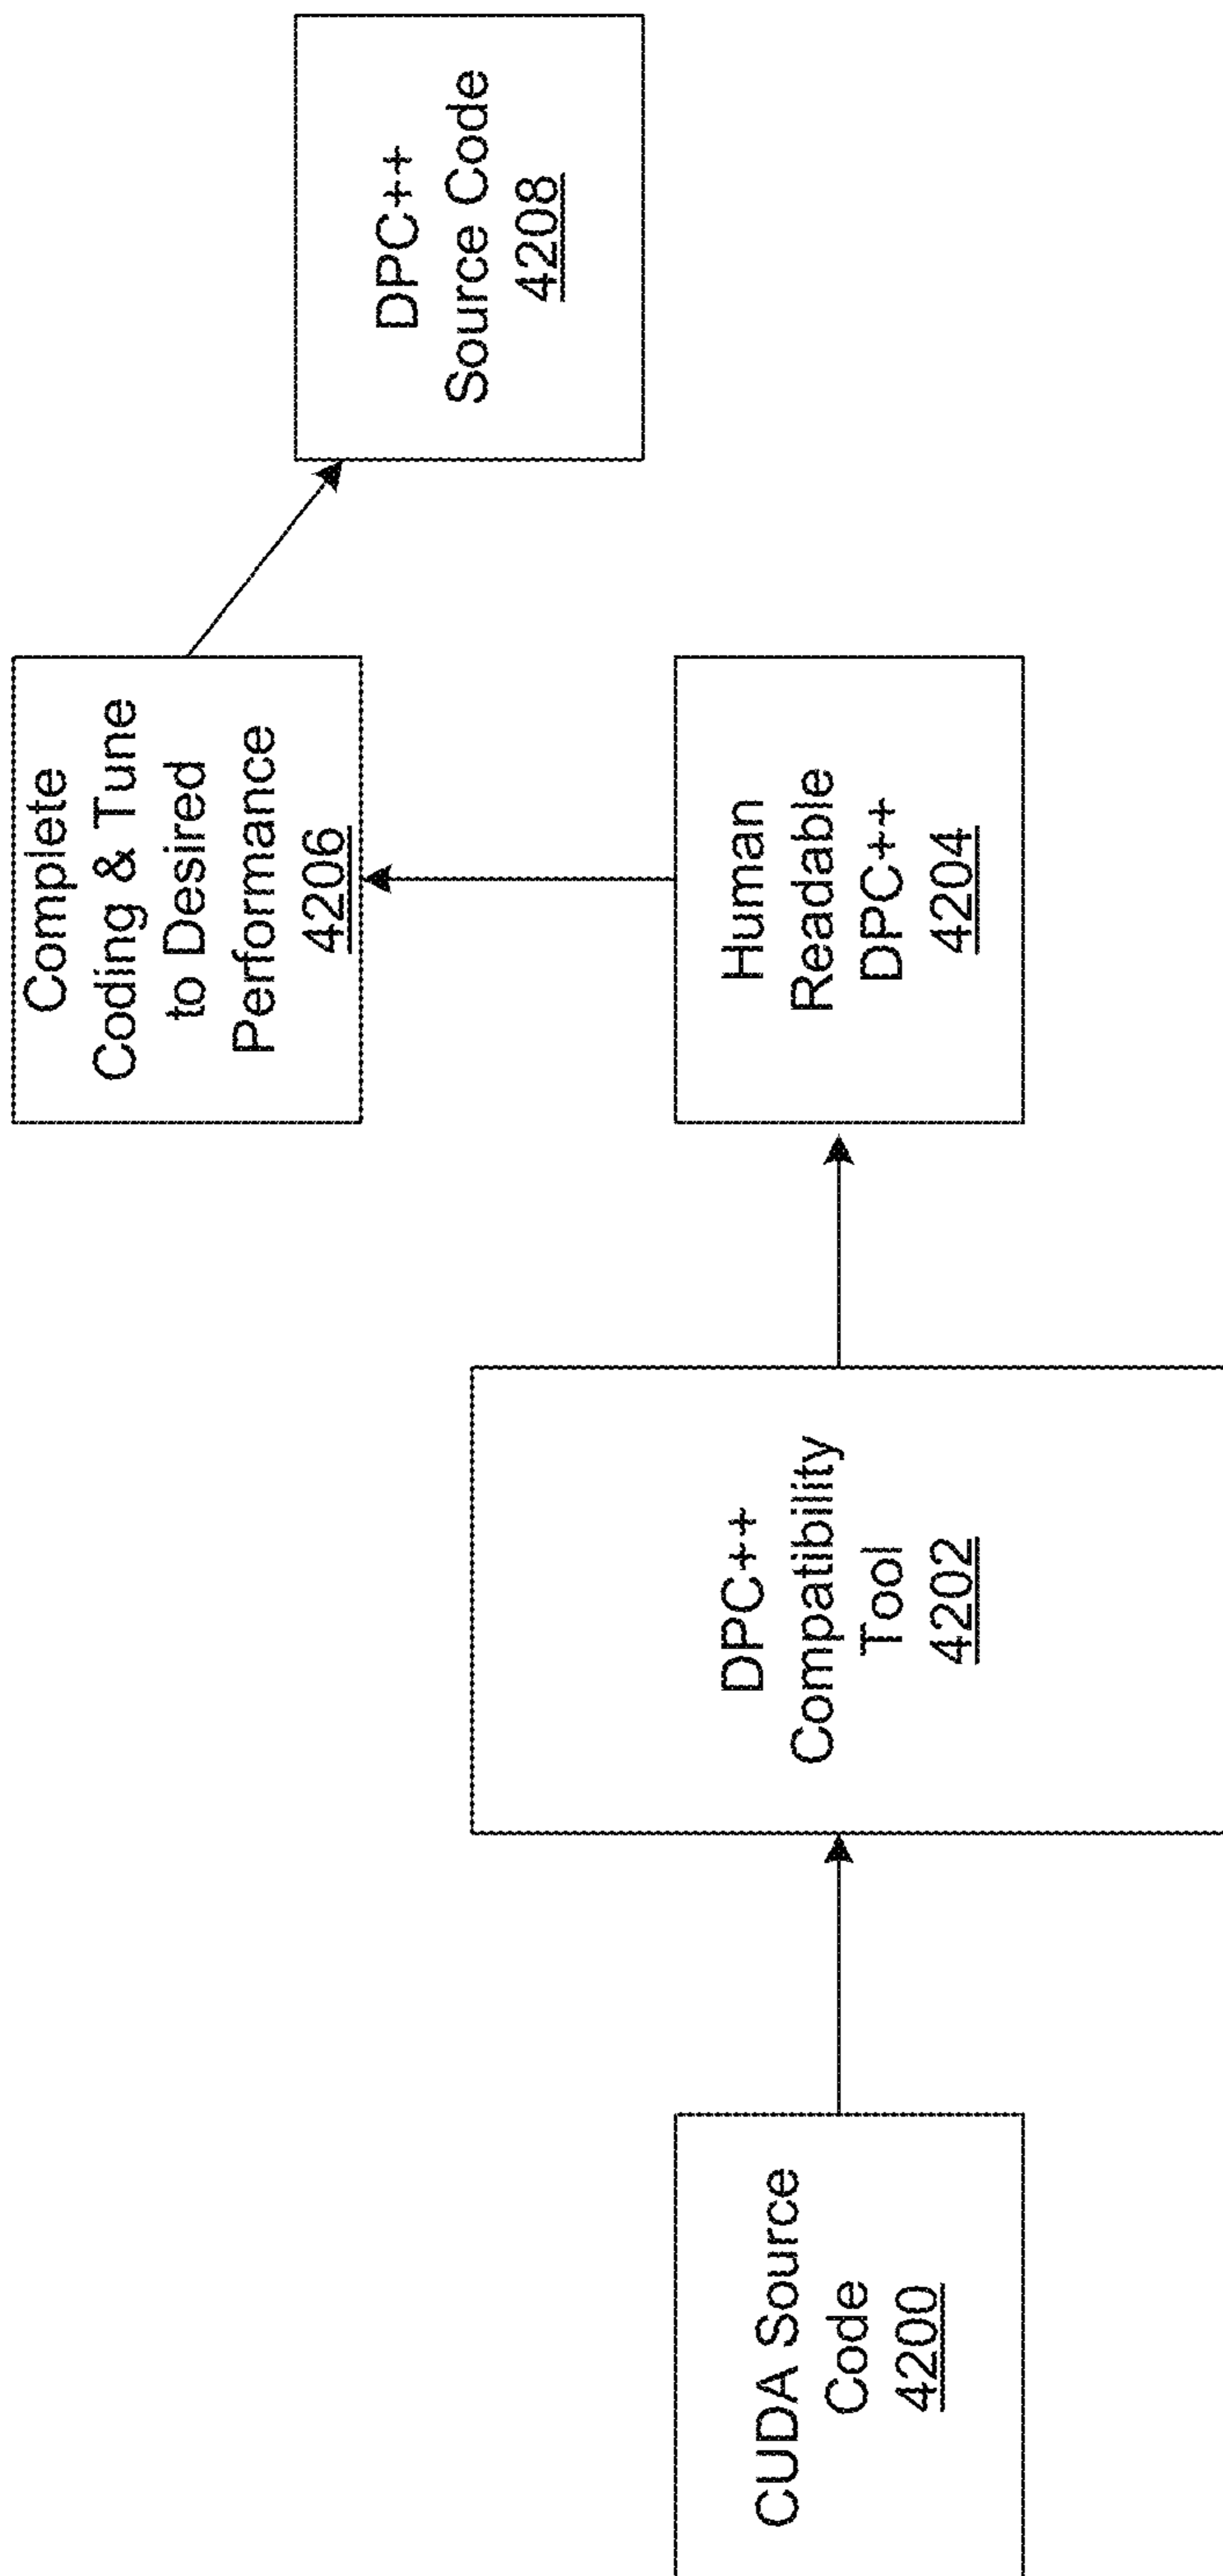 CUDA Source
Code
4200
DPC++
Compatibility
Tool
4202
Human
Readable
DPC++
4204
Complete
Coding & Tune
to Desired
Performance
4206
DPC++
Source Code
4208